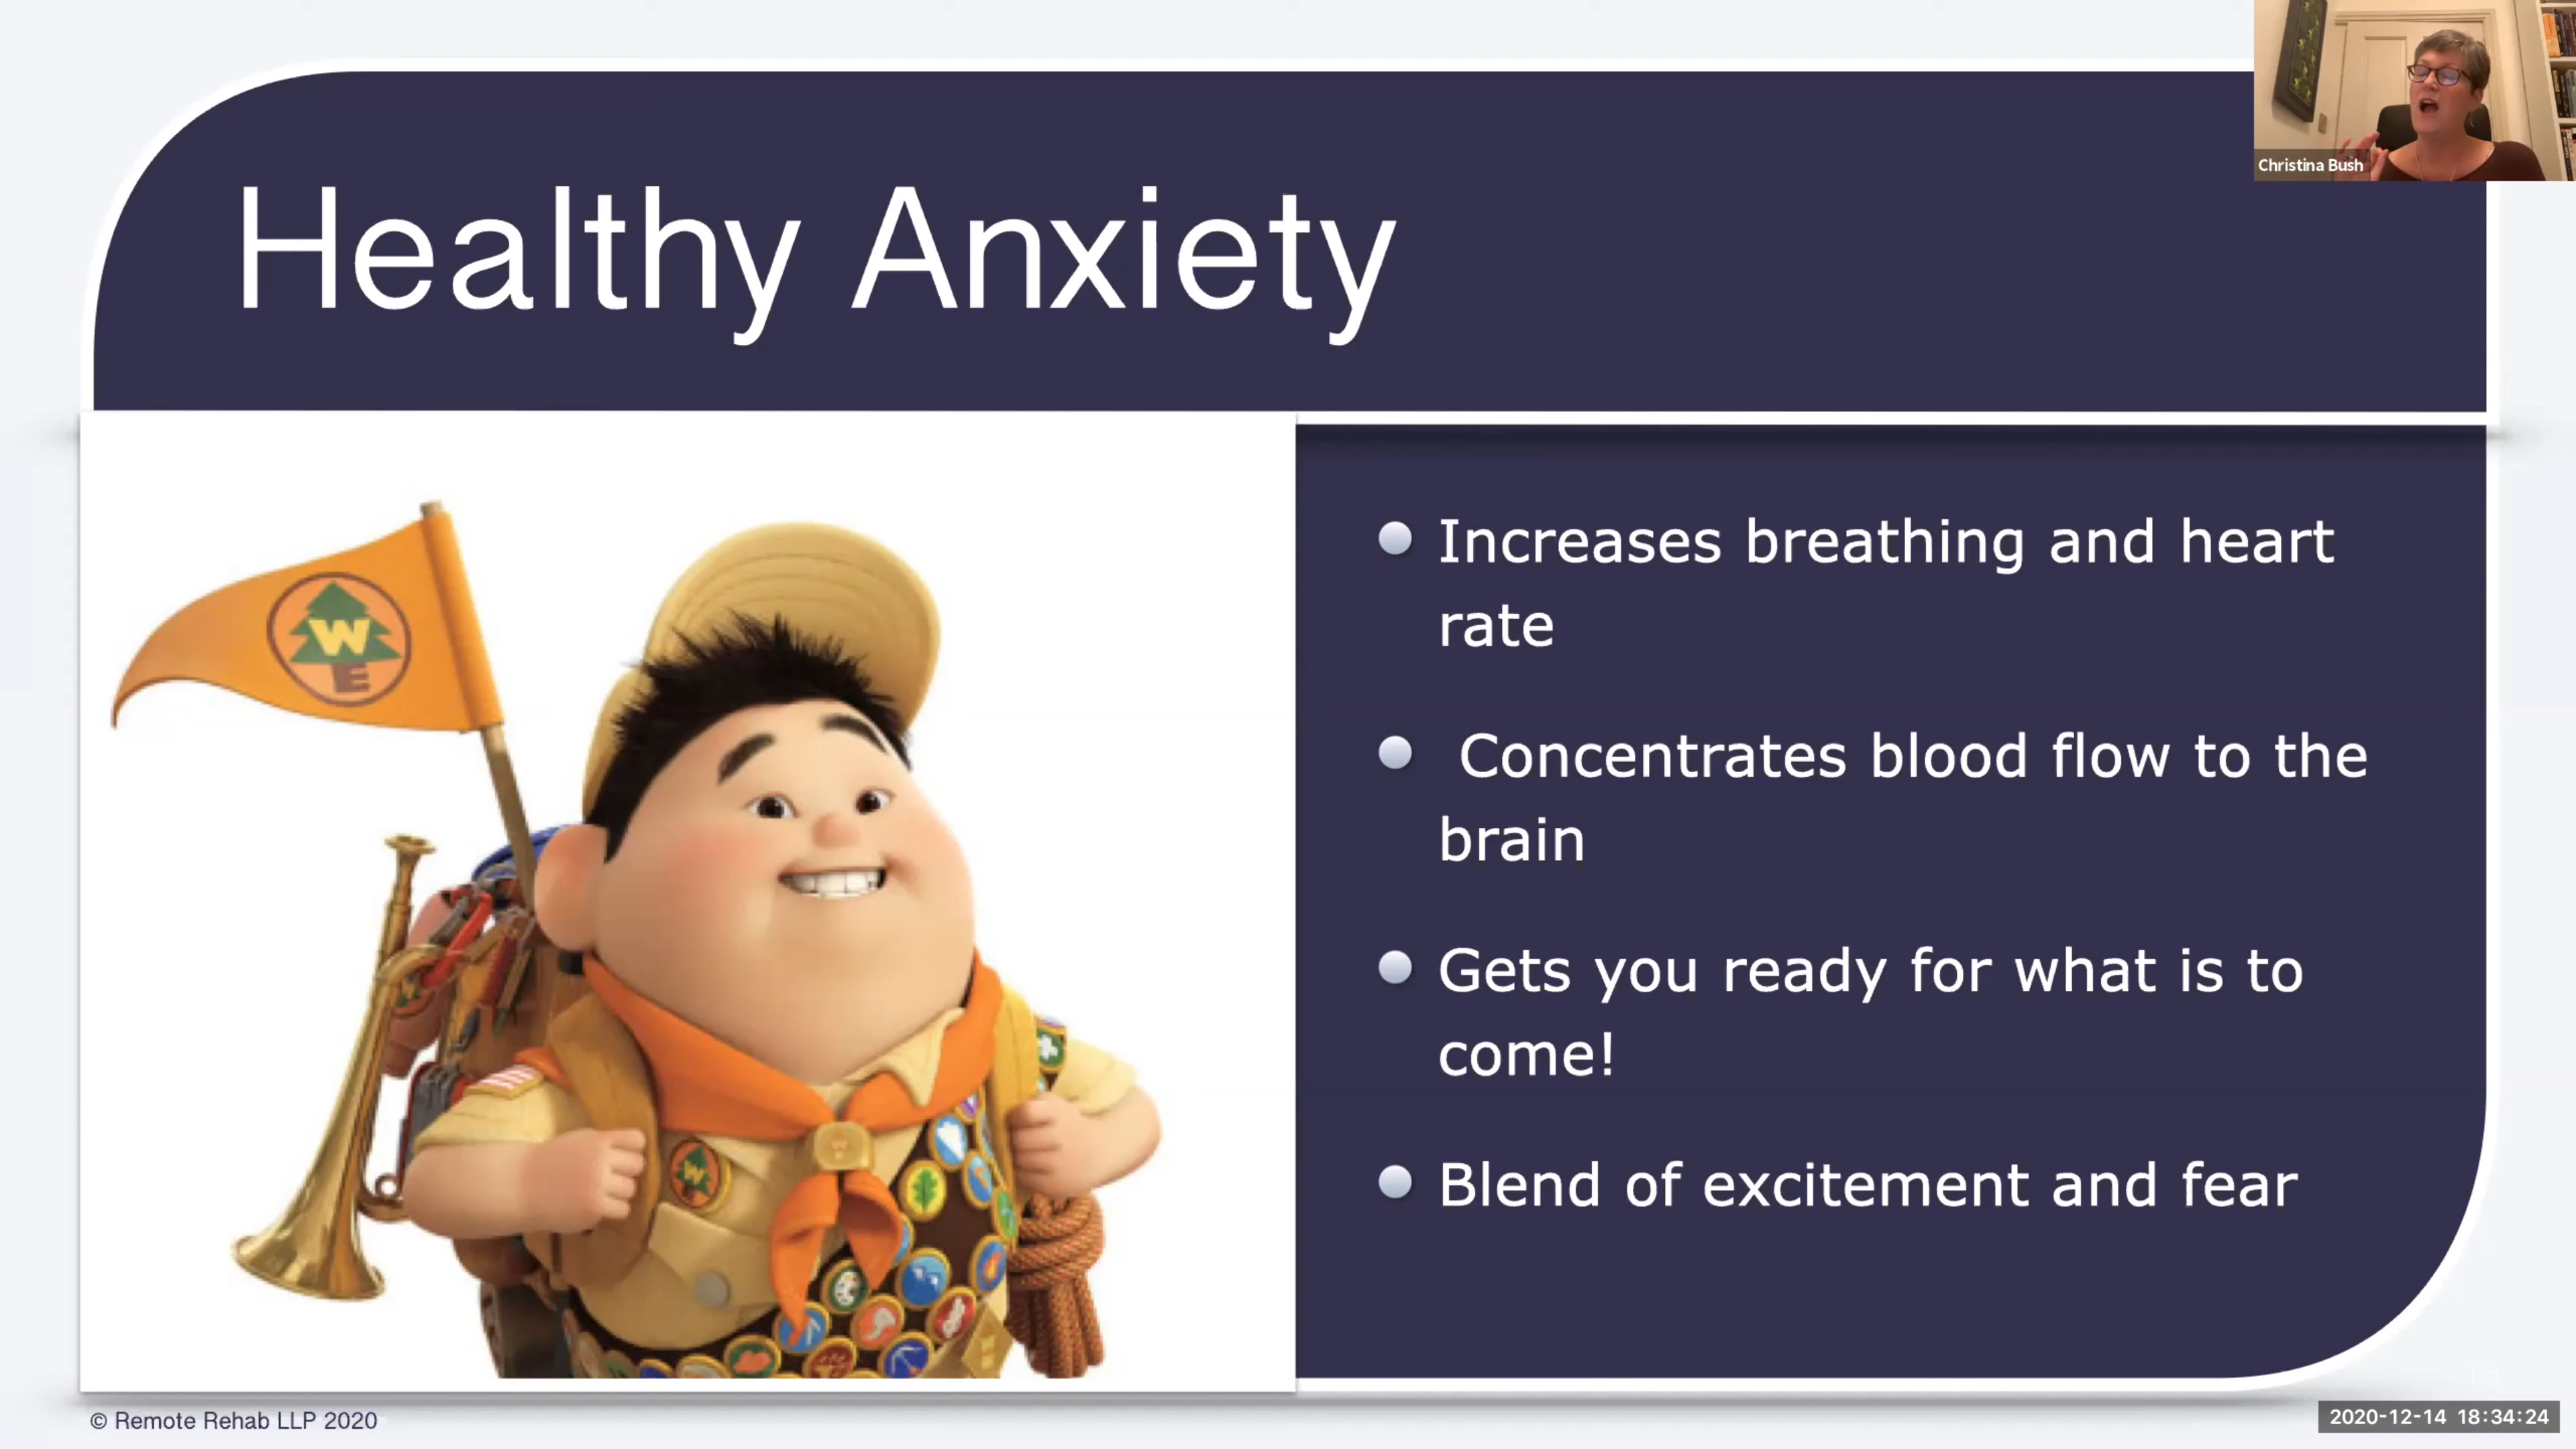 Christina Bush
Healthy Anxiety
W
E
W
Increases breathing and heart
rate
Concentrates blood flow to the
brain
Gets you ready for what is to
come!
Blend of excitement and fear
© Remote Rehab LLP 2020
2020-12-14 18:34:24